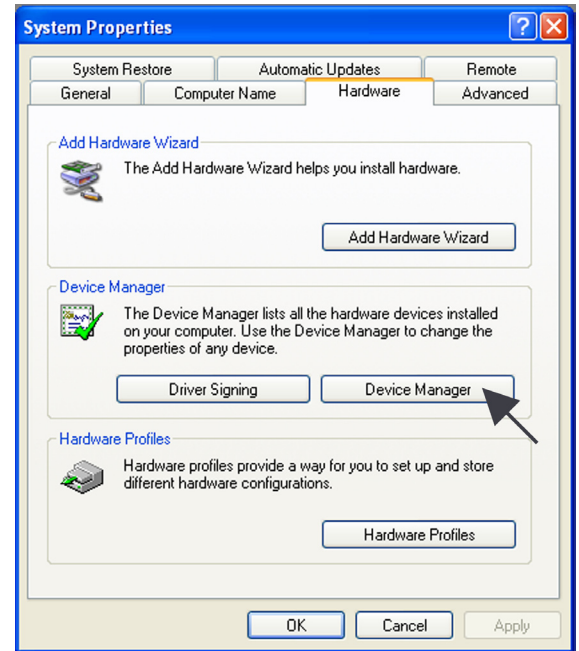 System Properties
System Restore Automatic Updates Remote
General Computer Name Hardware Advanced
Add Hardware Wizard
The Add Hardware Wizard helps you install hardware.
Add Hardware Wizard
Device Manager
The Device Manager lists all the hardware devices installed
on your computer. Use the Device Manager to change the
properties of any device.
Driver Signing Device Manager
Hardware Profiles
Hardware profiles provide a way for you to set up and store
different hardware configurations.
Hardware Profiles
OK Cancel Apply